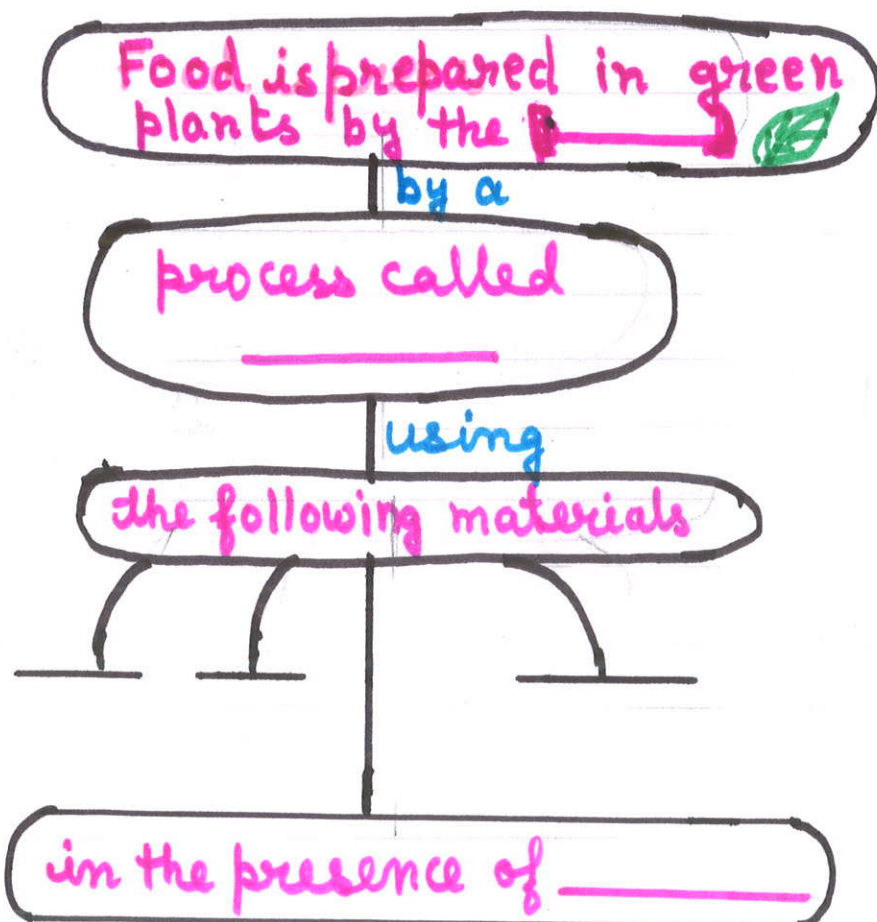 Food is prepared in green
plants by the
by a
process called
using
the following materials
in the presence of